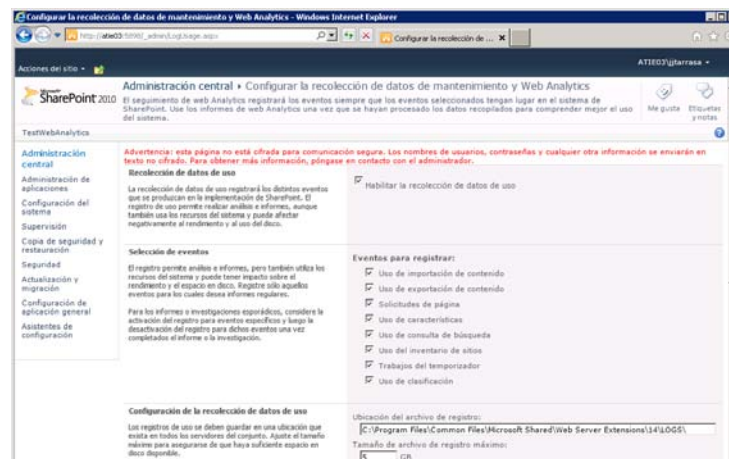 Configurar la recolección de datos de mantenimiento y Web Analytics - Windows Internet Explorer
Configurar la recolección de ...
Acciones del sitio
ATIE03\jjtarrasa
Microsoft
SharePoint 2010
Administración central › Configurar la recolección de datos de mantenimiento y Web Analytics
El seguimiento de web Analytics registrará los eventos siempre que los eventos seleccionados tengan lugar en el sistema de
SharePoint. Use los informes de web Analytics una vez que se hayan procesado los datos recopilados para comprender mejor el uso
del sistema.
Me gusta
Etiquetas
y notas
TestWebAnalytics
Administración
central
Administración de
aplicaciones
Configuración del
sistema
Supervisión
Copia de seguridad y
restauración
Seguridad
Actualización y
migración
Configuración de
aplicación general
Asistentes de
configuración
Advertencia: esta página no está cifrada para comunicación segura. Los nombres de usuarios, contraseñas y cualquier otra información se enviarán en
texto no cifrado. Para obtener más información, póngase en contacto con el administrador.
Recolección de datos de uso
La recolección de datos de uso registrará los distintos eventos
que se produzcan en la implementación de SharePoint. El
registro de uso permite realizar análisis e informes, aunque
también usa los recursos del sistema y puede afectar
negativamente al rendimiento y al uso del disco.
Habilitar la recolección de datos de uso
Selección de eventos
El registro permite análisis e informes, pero también utiliza los
recursos del sistema y puede tener impacto sobre el
rendimiento y el espacio en disco. Registre sólo aquellos
eventos para los cuales desea informes regulares.
Para los informes o investigaciones esporádicos, considere la
activación del registro para eventos específicos y luego la
desactivación del registro para dichos eventos una vez
completados el informe o la investigación.
Eventos para registrar:
Uso de importación de contenido
Uso de exportación de contenido
Solicitudes de página
Uso de características
Uso de consulta de búsqueda
Uso del inventario de sitios
Trabajos del temporizador
Uso de clasificación
Configuración de la recolección de datos de uso
Los registros de uso se deben guardar en una ubicación que
exista en todos los servidores del conjunto. Ajuste el tamaño
máximo para asegurarse de que haya suficiente espacio en
disco disponible.
Ubicación del archivo de registro:
C:\Program Files\Common Files\Microsoft Shared\Web Server Extensions\14\LOGS\
Tamaño de archivo de registro máximo:
5 GB